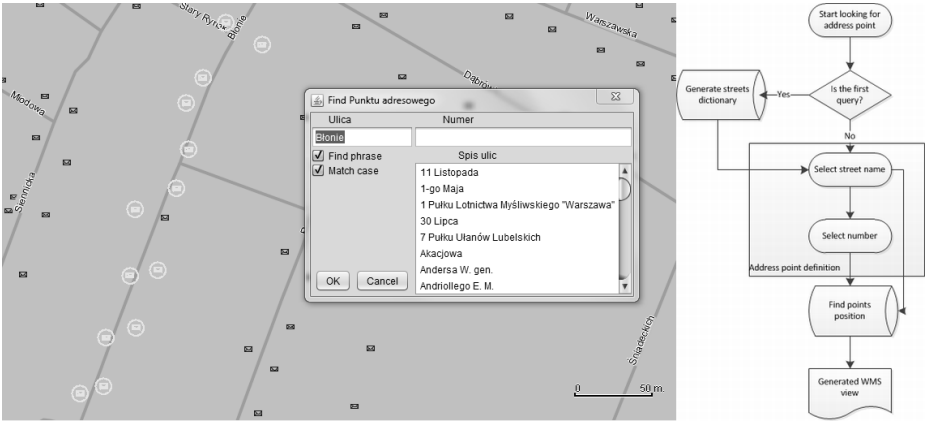 Stary Rynek
Błonie
Warszawska
Miodowa
Siennicka
Śniadeckich
0 50 m.
Find Punktu adresowego
Ulica Numer
Błonie
Find phrase
Match case
Spis ulic
11 Listopada
1-go Maja
1 Pułku Lotnictwa Myśliwskiego "Warszawa"
30 Lipca
7 Pułku Ułanów Lubelskich
Akacjowa
Andersa W. gen.
Andriollego E. M.
OK Cancel
Start looking for
address point
Is the first
query?
Yes
Generate streets
dictionary
No
Select street name
Select number
Address point definition
Find points
position
Generated WMS
view